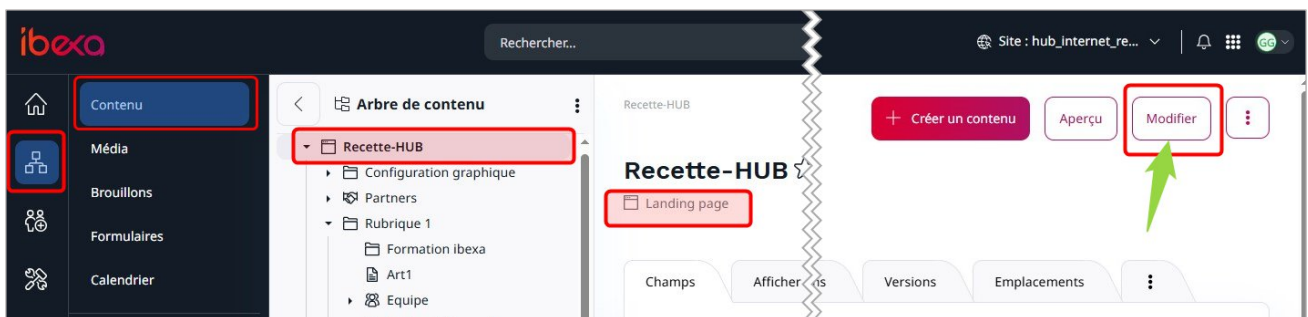 ibexa
Rechercher...
Site : hub_internet_re...
GG
Contenu
Média
Brouillons
Formulaires
Calendrier
Arbre de contenu
Recette-HUB
Configuration graphique
Partners
Rubrique 1
Formation ibexa
Art1
Equipe
Recette-HUB
Créer un contenu
Aperçu
Modifier
Recette-HUB
Landing page
Champs
Versions
Emplacements